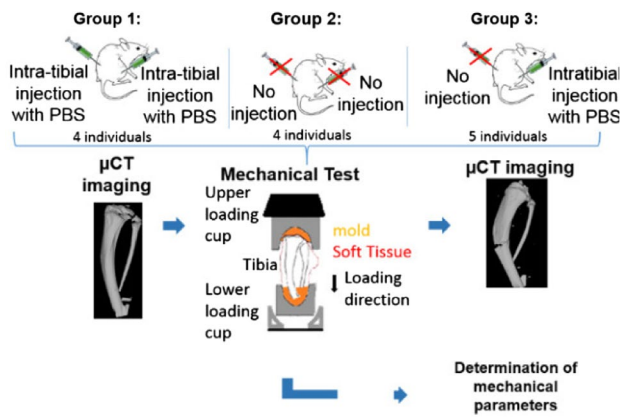 Group 1:
Group 2:
Group 3:
Intra-tibial
injection
with PBS
Intra-tibial
injection
with PBS
No
injection
No
injection
No
injection
Intratibial
injection
with PBS
4 individuals
4 individuals
5 individuals
µCT
imaging
Mechanical Test
µCT imaging
Upper
loading
cup
mold
Soft Tissue
Tibia
Loading
direction
Lower
loading
cup
Determination of
mechanical
parameters